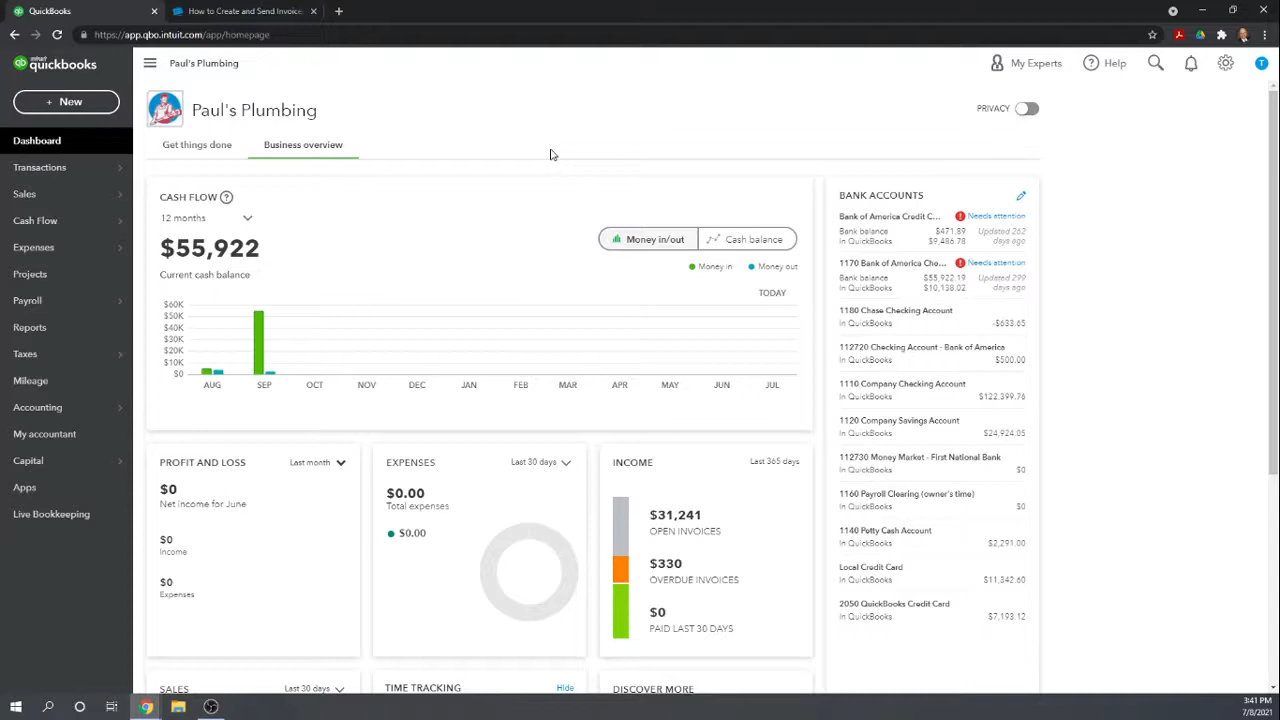 QuickBooks
How to Create and Send Invoice
https://app.qbo.intuit.com/app/homepage
intuit quickbooks
Paul's Plumbing
My Experts
Help
T
+ New
Dashboard
Transactions
Sales
Cash Flow
Expenses
Projects
Payroll
Reports
Taxes
Mileage
Accounting
My accountant
Capital
Apps
Live Bookkeeping
Paul's Plumbing
PRIVACY
Get things done
Business overview
CASH FLOW
12 months
$55,922
Current cash balance
Money in/out
Cash balance
Money in
Money out
TODAY
$60K
$50K
$40K
$30K
$20K
$10K
$0
AUG SEP OCT NOV DEC JAN FEB MAR APR MAY JUN JUL
PROFIT AND LOSS
Last month
$0
Net income for June
$0
Income
$0
Expenses
EXPENSES
Last 30 days
$0.00
Total expenses
$0.00
INCOME
Last 365 days
$31,241
OPEN INVOICES
$330
OVERDUE INVOICES
$0
PAID LAST 30 DAYS
SALES
Last 30 days
TIME TRACKING
Hide
DISCOVER MORE
BANK ACCOUNTS
Bank of America Credit C... Needs attention
Bank balance $471.89 Updated 262
In QuickBooks $9,486.78 days ago
1170 Bank of America Che... Needs attention
Bank balance $55,922.19 Updated 299
In QuickBooks $10,138.02 days ago
1180 Chase Checking Account
In QuickBooks -$633.65
112720 Checking Account - Bank of America
In QuickBooks $500.00
1110 Company Checking Account
In QuickBooks $122,399.76
1120 Company Savings Account
In QuickBooks $24,924.05
112730 Money Market - First National Bank
In QuickBooks $0
1160 Payroll Clearing (owner's time)
In QuickBooks $0
1140 Petty Cash Account
In QuickBooks $2,291.00
Local Credit Card
In QuickBooks $11,342.60
2050 QuickBooks Credit Card
In QuickBooks $7,193.12
3:41 PM
7/8/2021